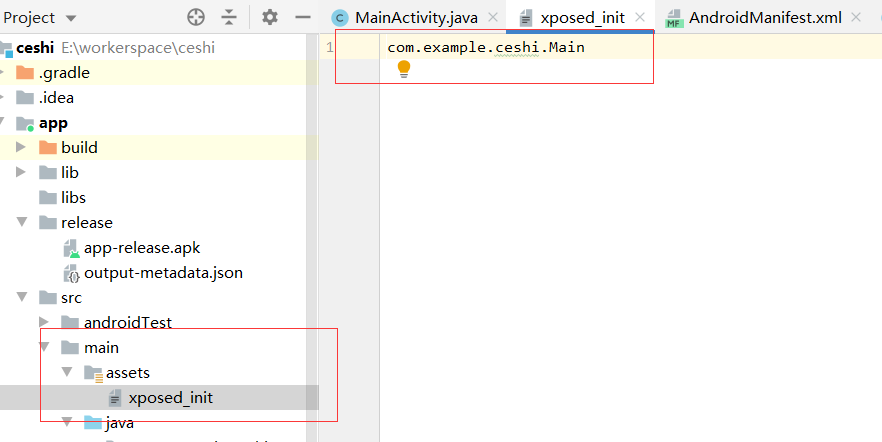 Project
MainActivity.java
xposed_init
AndroidManifest.xml
ceshi E:\workerspace\ceshi
.gradle
.idea
app
build
lib
libs
release
app-release.apk
output-metadata.json
src
androidTest
main
assets
xposed_init
java
1 com.example.ceshi.Main